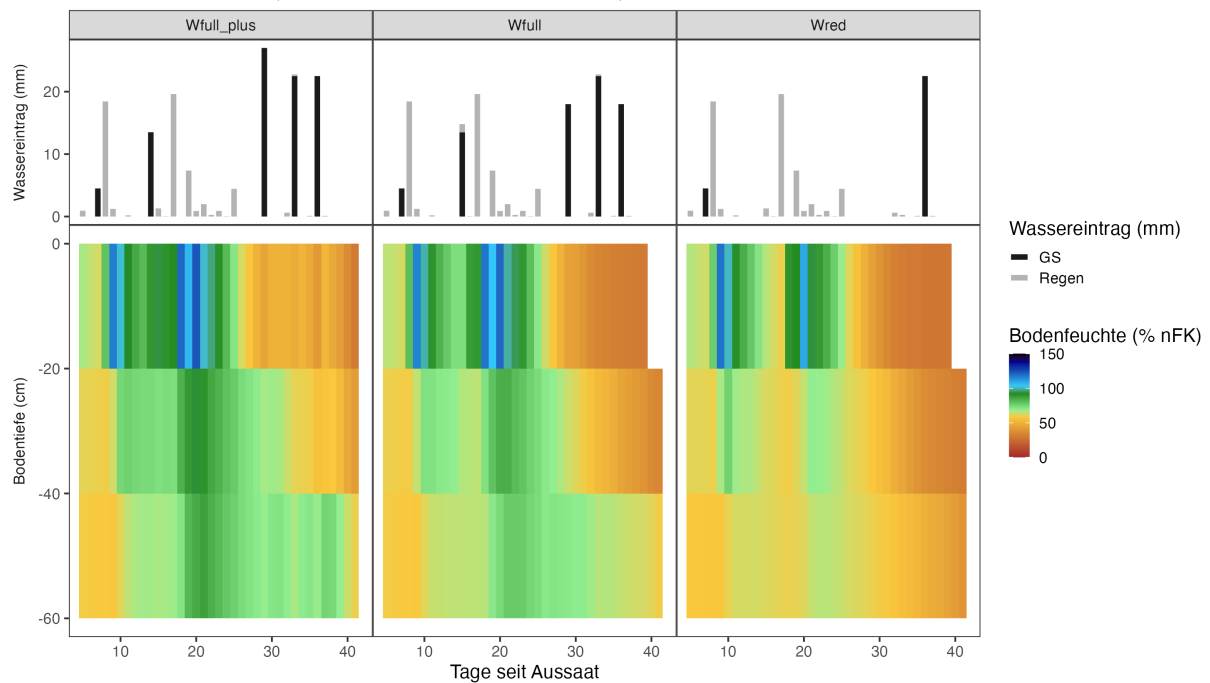 Wfull_plus
Wfull
Wred
Wassereintrag (mm)
20
10
0
Bodentiefe (cm)
0
-20
-40
-60
10 20 30 40
10 20 30 40
10 20 30 40
Tage seit Aussaat
Wassereintrag (mm)
GS
Regen
Bodenfeuchte (% nFK)
150
100
50
0